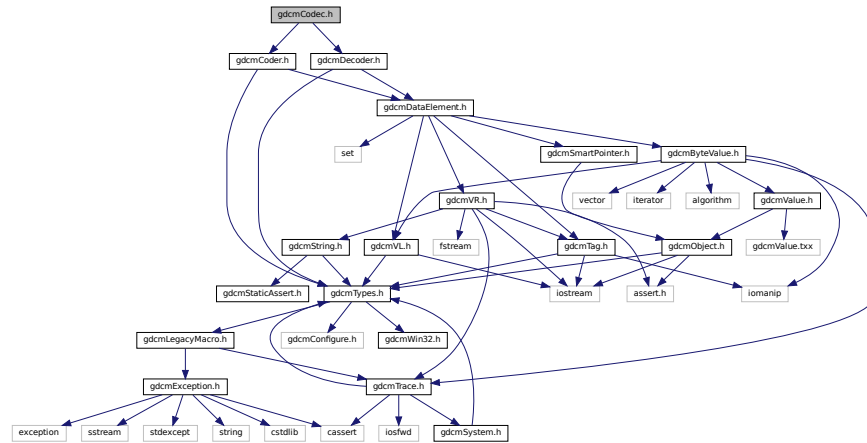 gdcmCodec.h
gdcmCoder.h
gdcmDecoder.h
gdcmDataElement.h
set
gdcmSmartPointer.h
gdcmByteValue.h
gdcmVR.h
vector
iterator
algorithm
gdcmValue.h
gdcmString.h
gdcmVL.h
fstream
gdcmTag.h
gdcmObject.h
gdcmValue.txx
gdcmStaticAssert.h
gdcmTypes.h
iostream
assert.h
iomanip
gdcmLegacyMacro.h
gdcmConfigure.h
gdcmWin32.h
gdcmException.h
gdcmTrace.h
exception
sstream
stdexcept
string
cstdlib
cassert
iosfwd
gdcmSystem.h